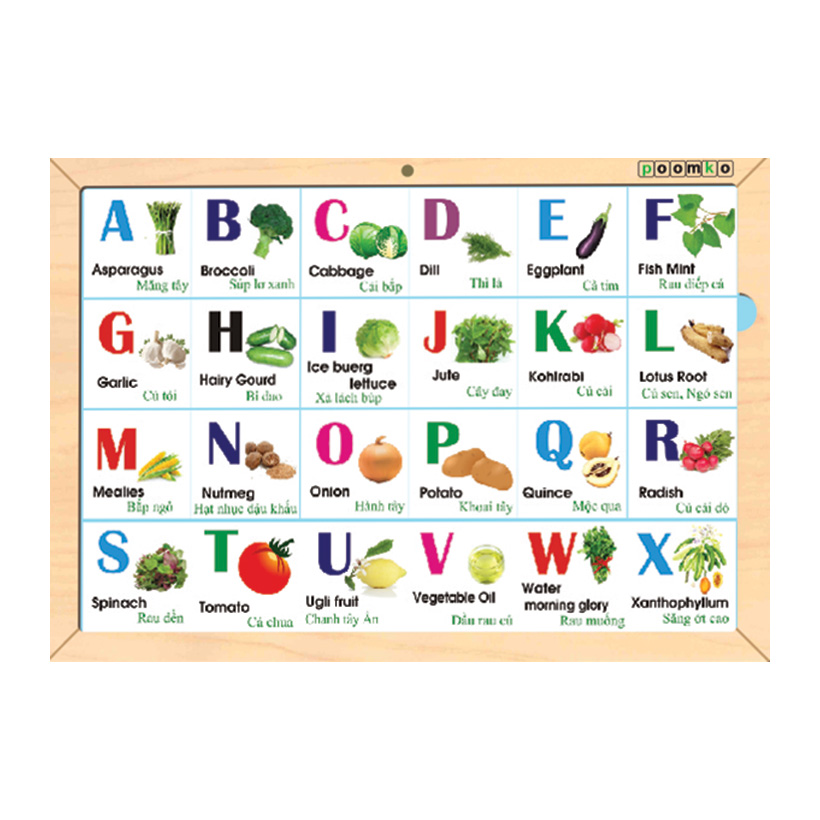 poomko
A
Asparagus
Măng tây
B
Broccoli
Súp lơ xanh
C
Cabbage
Cải bắp
D
Dill
Thì là
E
Eggplant
Cà tím
F
Fish Mint
Rau diếp cá
G
Garlic
Củ tỏi
H
Hairy Gourd
Bí đao
I
Ice buerg
lettuce
Xà lách búp
J
Jute
Cây đay
K
Kohlrabi
Củ cải
L
Lotus Root
Củ sen, Ngó sen
M
Mealies
Bắp ngô
N
Nutmeg
Hạt nhục đậu khấu
O
Onion
Hành tây
P
Potato
Khoai tây
Q
Quince
Mộc qua
R
Radish
Củ cải đỏ
S
Spinach
Rau dền
T
Tomato
Cà chua
U
Ugli fruit
Chanh tây Ấn
V
Vegetable Oil
Dầu rau củ
W
Water
morning glory
Rau muống
X
Xanthophyllum
Săng ớt cao